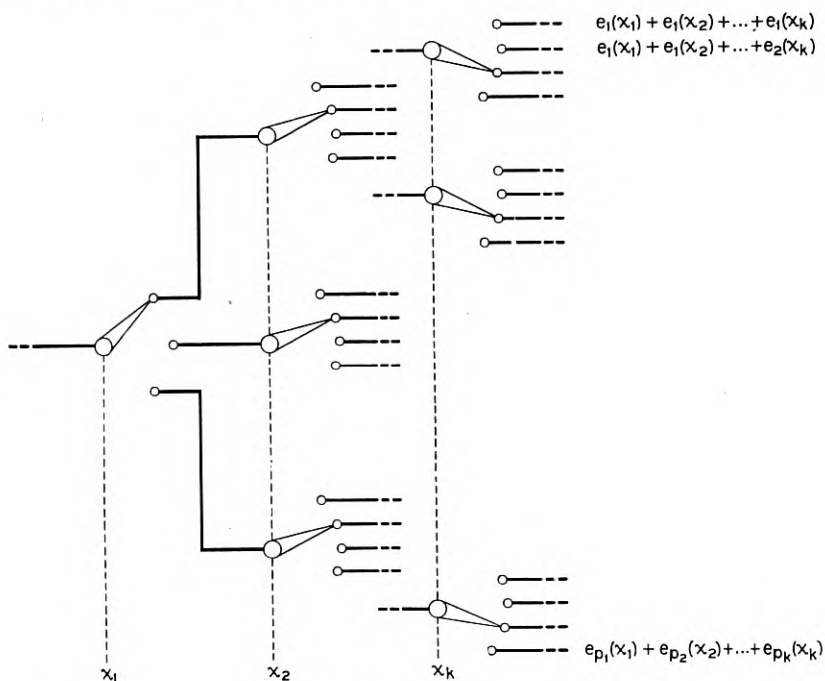 e₁(x₁) + e₁(x₂) + ... + e₁(xₖ)
e₁(x₁) + e₁(x₂) + ... + e₂(xₖ)
eₚ₁(x₁) + eₚ₂(x₂) + ... + eₚₖ(xₖ)
x₁ x₂ xₖ